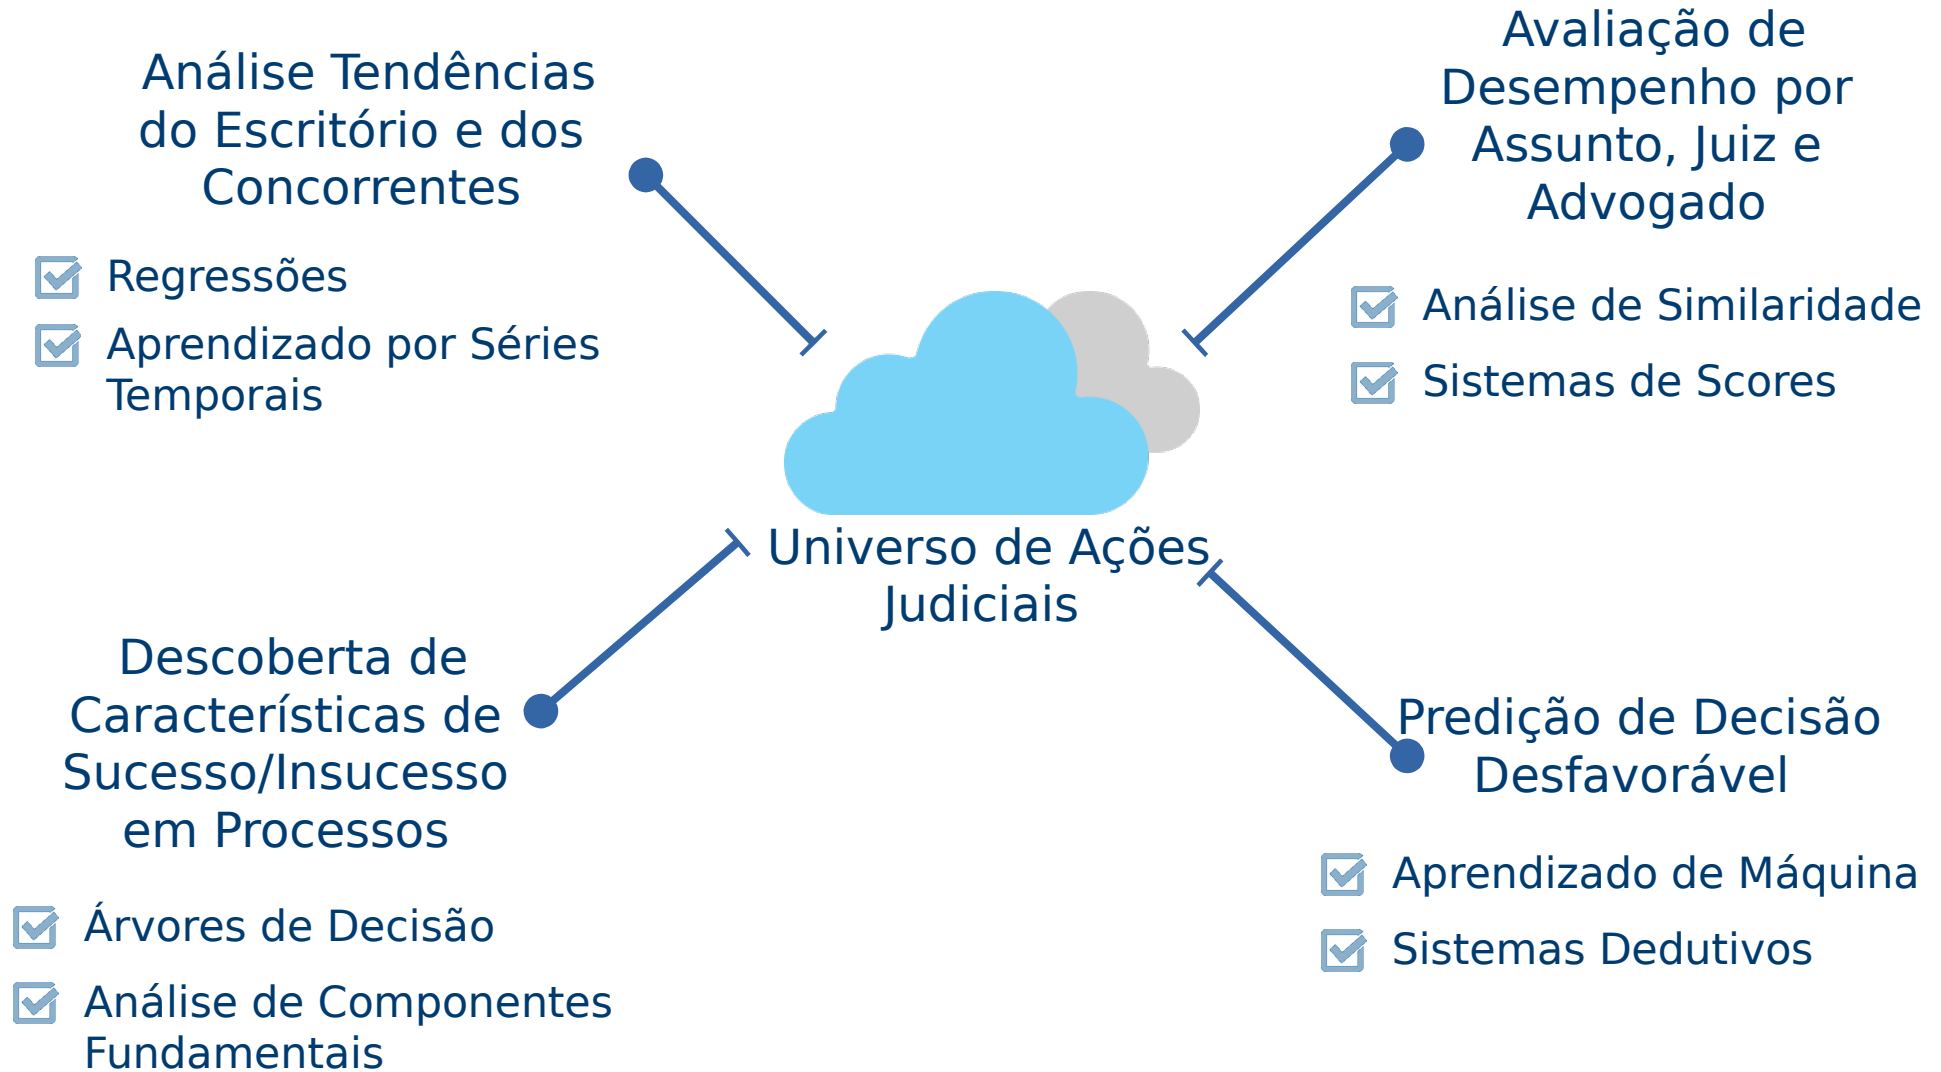 Análise Tendências
do Escritório e dos
Concorrentes
Regressões
Aprendizado por Séries
Temporais
Avaliação de
Desempenho por
Assunto, Juiz e
Advogado
Análise de Similaridade
Sistemas de Scores
Universo de Ações
Judiciais
Descoberta de
Características de
Sucesso/Insucesso
em Processos
Árvores de Decisão
Análise de Componentes
Fundamentais
Predição de Decisão
Desfavorável
Aprendizado de Máquina
Sistemas Dedutivos